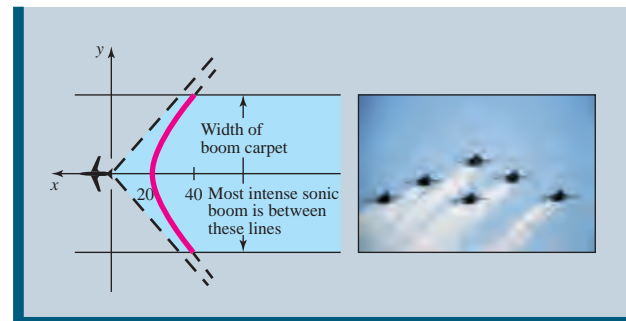 y
Width of
boom carpet
x
20
40 Most intense sonic
boom is between
these lines